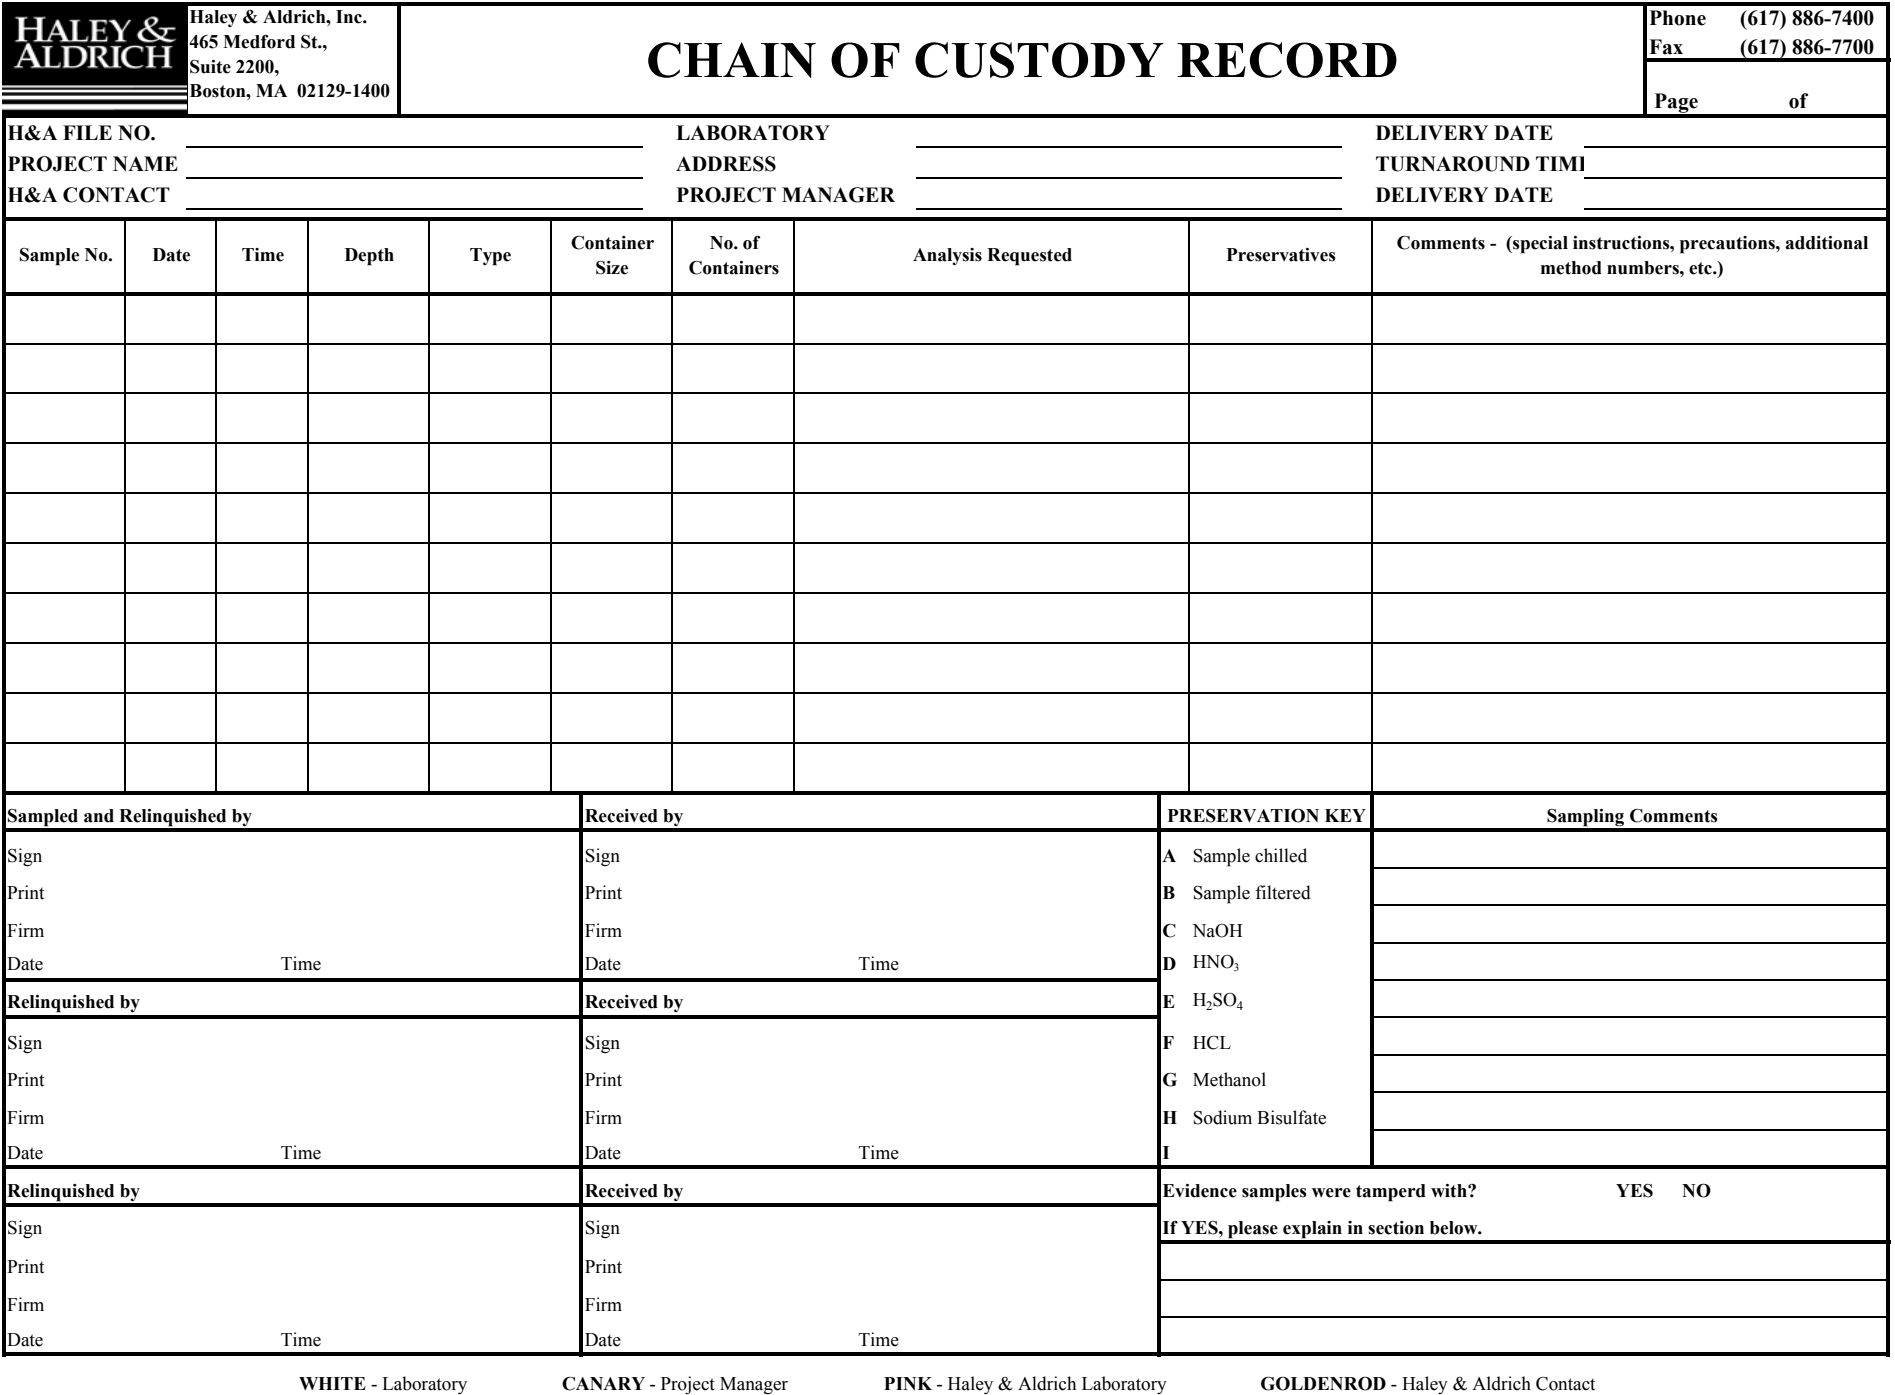 HALEY &
ALDRICH
Haley & Aldrich, Inc.
465 Medford St.,
Suite 2200,
Boston, MA 02129-1400
CHAIN OF CUSTODY RECORD
Phone (617) 886-7400
Fax (617) 886-7700
Page of
H&A FILE NO. LABORATORY DELIVERY DATE
PROJECT NAME ADDRESS TURNAROUND TIM
H&A CONTACT PROJECT MANAGER DELIVERY DATE
Sample No. Date Time Depth Type Container Size No. of Containers Analysis Requested Preservatives Comments - (special instructions, precautions, additional
method numbers, etc.)
Sampled and Relinquished by Received by PRESERVATION KEY Sampling Comments
Sign Sign A Sample chilled
Print Print B Sample filtered
Firm Firm C NaOH
Date Time Date Time D HNO₃
Relinquished by Received by E H₂SO₄
Sign Sign F HCL
Print Print G Methanol
Firm Firm H Sodium Bisulfate
Date Time Date Time I
Relinquished by Received by Evidence samples were tamperd with? YES NO
Sign Sign If YES, please explain in section below.
Print Print
Firm Firm
Date Time Date Time
WHITE - Laboratory CANARY - Project Manager PINK - Haley & Aldrich Laboratory GOLDENROD - Haley & Aldrich Contact